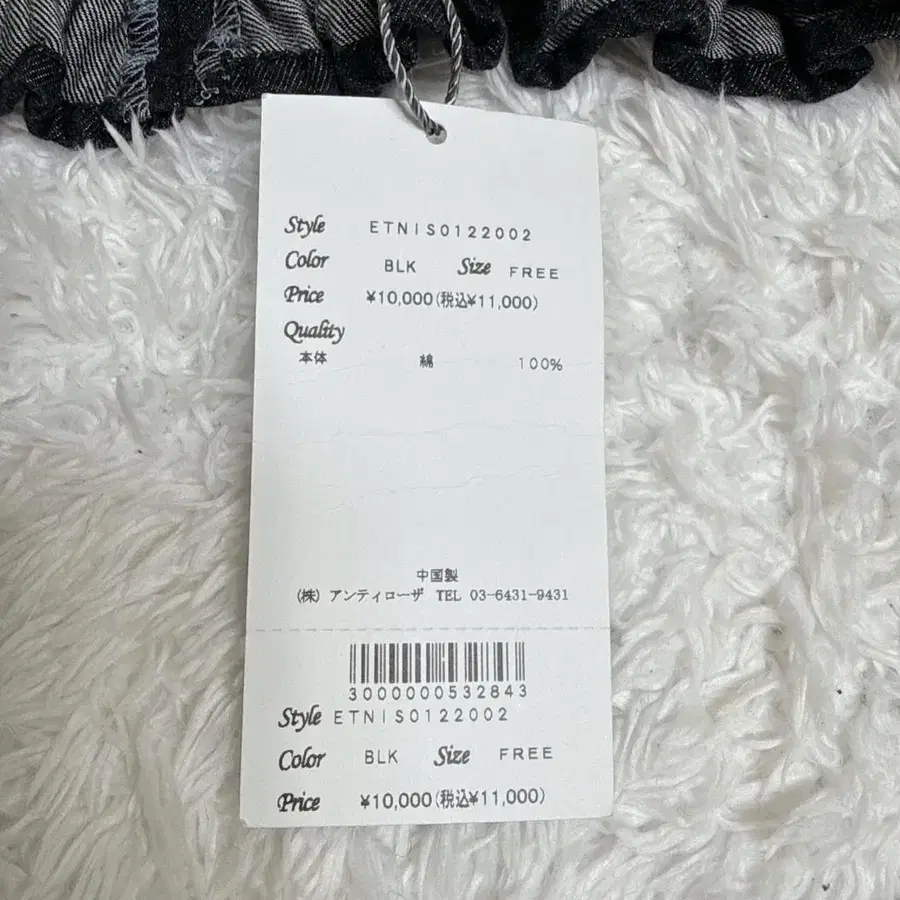 Style ETNIS0122002
Color BLK Size FREE
Price ¥10,000(税込¥11,000)
Quality
本体 綿 100%
中国製
(株) アンティローザ TEL 03-6431-9431
3000000532843
Style ETNIS0122002
Color BLK Size FREE
Price ¥10,000(税込¥11,000)